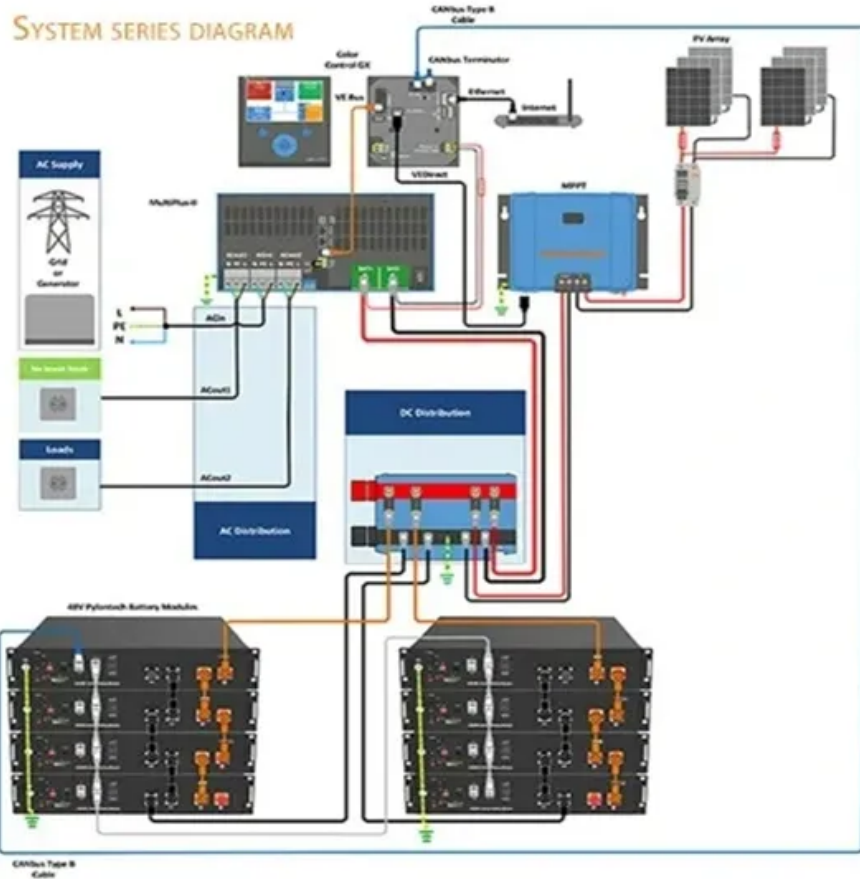 SYSTEM SERIES DIAGRAM
CANbus Type B
Cable
Color
Control GX
CANbus Terminator
PV Array
VE Bus
Ethernet
Internet
AC Supply
VE.Direct
MPPT
MultiPlus-II
Grid
or
Generator
L
PE
N
ACin
ACout1
DC Distribution
Loads
ACout2
AC Distribution
48V Pylontech Battery Modules
CANbus Type B
Cable